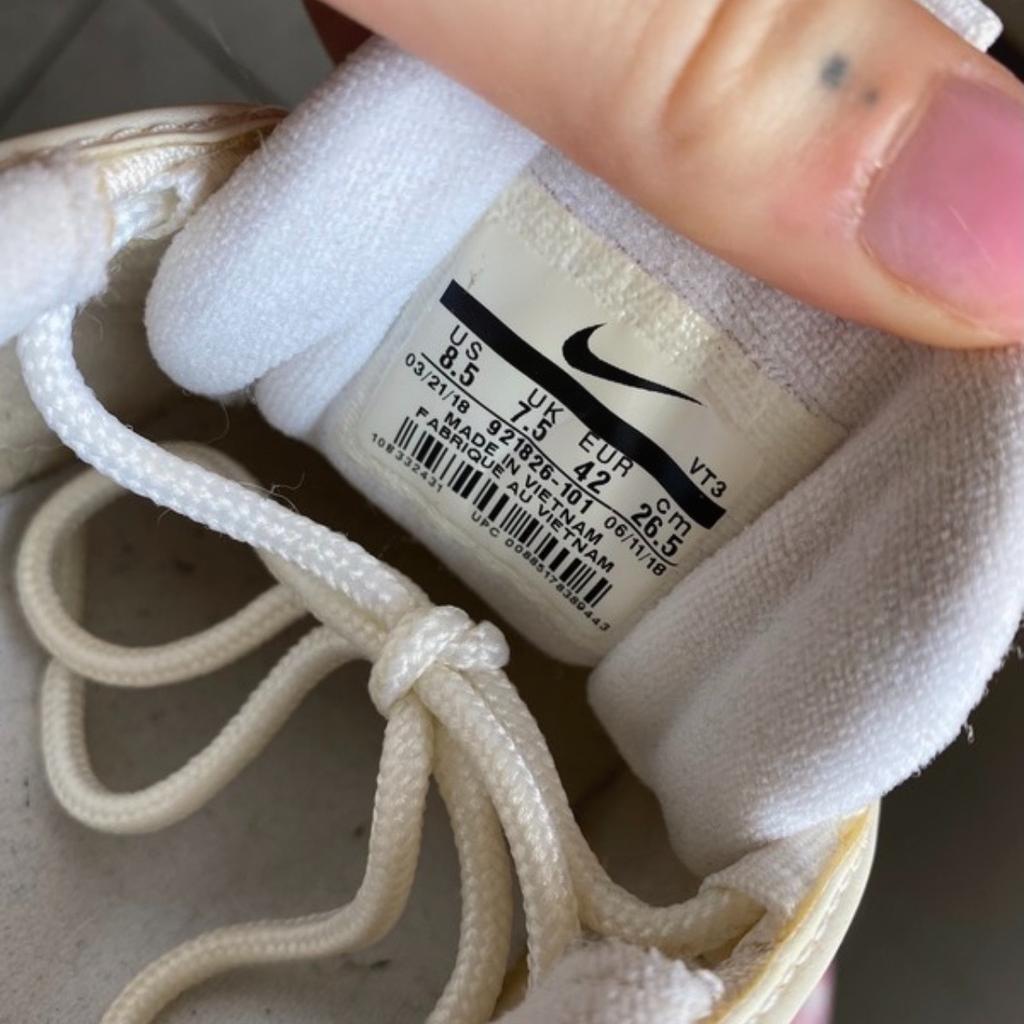 VT3
US UK EUR cm
8.5 7.5 42 26.5
03/21/18 921826-101 06/11/18
MADE IN VIETNAM
FABRIQUE AU VIETNAM
108332431
UPC 00885178389443